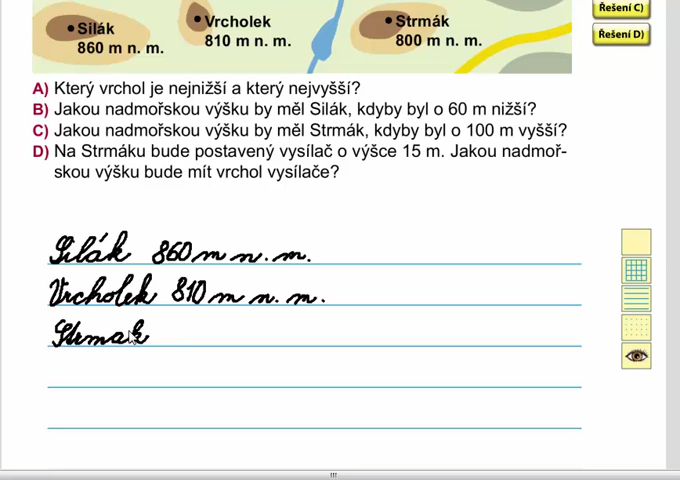 Silák
860 m n. m.
Vrcholek
810 m n. m.
Strmák
800 m n. m.
Řešení C)
Řešení D)
A) Který vrchol je nejnižší a který nejvyšší?
B) Jakou nadmořskou výšku by měl Silák, kdyby byl o 60 m nižší?
C) Jakou nadmořskou výšku by měl Strmák, kdyby byl o 100 m vyšší?
D) Na Strmáku bude postavený vysílač o výšce 15 m. Jakou nadmoř-
skou výšku bude mít vrchol vysílače?
Silák 860 m n. m.
Vrcholek 810 m n. m.
Strmak